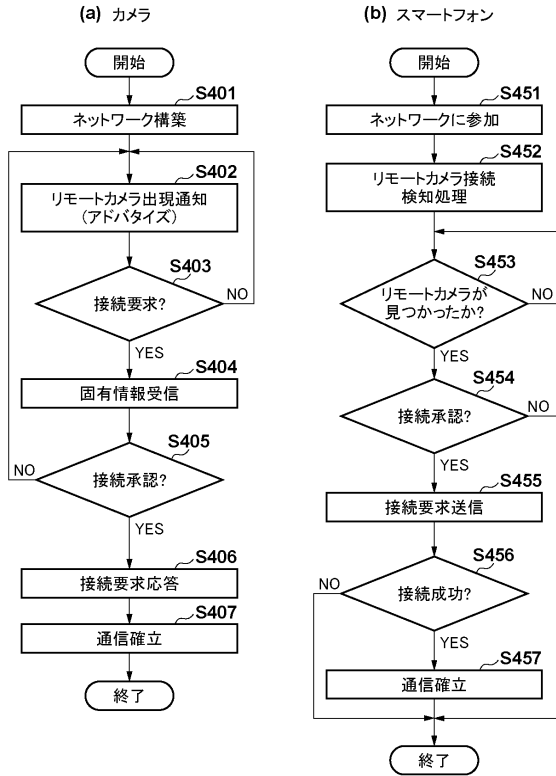 (a) カメラ
開始
S401
ネットワーク構築
S402
リモートカメラ出現通知
(アドバタイズ)
S403
接続要求?
NO
YES
S404
固有情報受信
S405
接続承認?
NO
YES
S406
接続要求応答
S407
通信確立
終了
(b) スマートフォン
開始
S451
ネットワークに参加
S452
リモートカメラ接続
検知処理
S453
リモートカメラが
見つかったか?
NO
YES
S454
接続承認?
NO
YES
S455
接続要求送信
S456
接続成功?
NO
YES
S457
通信確立
終了